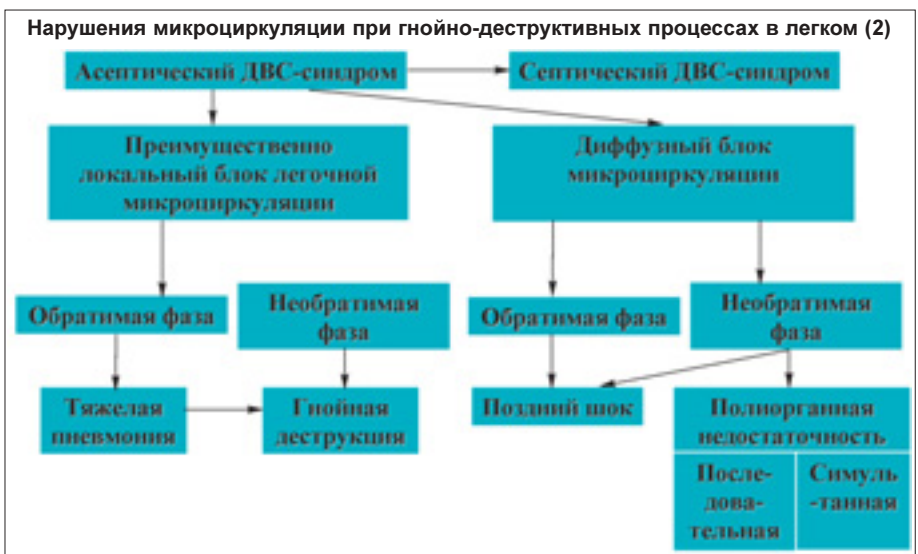 Нарушения микроциркуляции при гнойно-деструктивных процессах в легком (2)
Асептический ДВС-синдром
Септический ДВС-синдром
Преимущественно
локальный блок легочной
микроциркуляции
Диффузный блок
микроциркуляции
Обратимая фаза
Необратимая
фаза
Обратимая фаза
Необратимая
фаза
Тяжелая
пневмония
Гнойная
деструкция
Поздний шок
Полиорганная
недостаточность
После-
дова-
тельная
Симуль
-танная